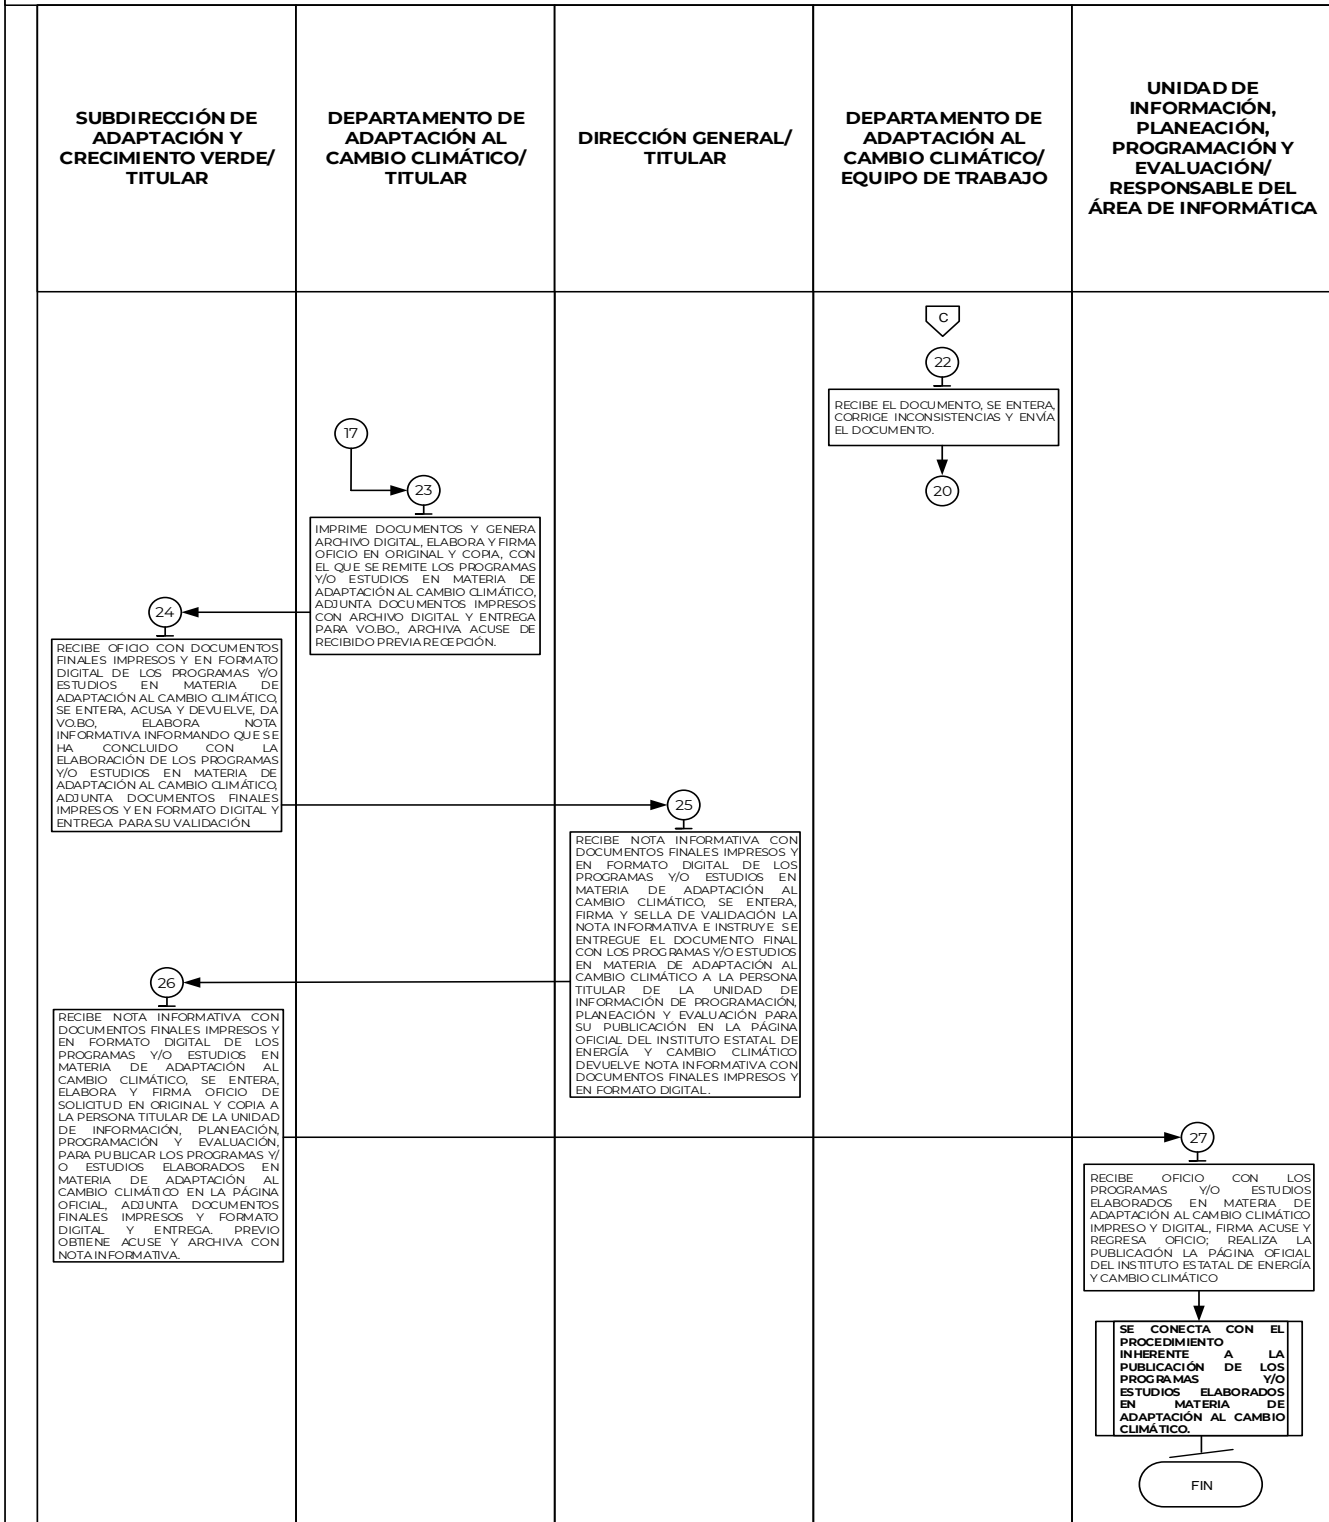 SUBDIRECCIÓN DE
ADAPTACIÓN Y
CRECIMIENTO VERDE/
TITULAR
DEPARTAMENTO DE
ADAPTACIÓN AL
CAMBIO CLIMÁTICO/
TITULAR
DIRECCIÓN GENERAL/
TITULAR
DEPARTAMENTO DE
ADAPTACIÓN AL
CAMBIO CLIMÁTICO/
EQUIPO DE TRABAJO
UNIDAD DE
INFORMACIÓN,
PLANEACIÓN,
PROGRAMACIÓN Y
EVALUACIÓN/
RESPONSABLE DEL
ÁREA DE INFORMÁTICA
C
22
RECIBE EL DOCUMENTO, SE ENTERA,
CORRIGE INCONSISTENCIAS Y ENVÍA
EL DOCUMENTO.
20
17
23
IMPRIME DOCUMENTOS Y GENERA
ARCHIVO DIGITAL, ELABORA Y FIRMA
OFICIO EN ORIGINAL Y COPIA, CON
EL QUE SE REMITE LOS PROGRAMAS
Y/O ESTUDIOS EN MATERIA DE
ADAPTACIÓN AL CAMBIO CLIMÁTICO,
ADJUNTA DOCUMENTOS IMPRESOS
CON ARCHIVO DIGITAL Y ENTREGA
PARA VO.BO., ARCHIVA ACUSE DE
RECIBIDO PREVIA RECEPCIÓN.
24
RECIBE OFICIO CON DOCUMENTOS
FINALES IMPRESOS Y EN FORMATO
DIGITAL DE LOS PROGRAMAS Y/O
ESTUDIOS EN MATERIA DE
ADAPTACIÓN AL CAMBIO CLIMÁTICO,
SE ENTERA, ACUSA Y DEVUELVE, DA
VO.BO, ELABORA NOTA
INFORMATIVA INFORMANDO QUE SE
HA CONCLUIDO CON LA
ELABORACIÓN DE LOS PROGRAMAS
Y/O ESTUDIOS EN MATERIA DE
ADAPTACIÓN AL CAMBIO CLIMÁTICO,
ADJUNTA DOCUMENTOS FINALES
IMPRESOS Y EN FORMATO DIGITAL Y
ENTREGA PARA SU VALIDACIÓN.
25
RECIBE NOTA INFORMATIVA CON
DOCUMENTOS FINALES IMPRESOS Y
EN FORMATO DIGITAL DE LOS
PROGRAMAS Y/O ESTUDIOS EN
MATERIA DE ADAPTACIÓN AL
CAMBIO CLIMÁTICO, SE ENTERA,
FIRMA Y SELLA DE VALIDACIÓN LA
NOTA INFORMATIVA E INSTRUYE SE
ENTREGUE EL DOCUMENTO FINAL
CON LOS PROGRAMAS Y/O ESTUDIOS
EN MATERIA DE ADAPTACIÓN AL
CAMBIO CLIMÁTICO A LA PERSONA
TITULAR DE LA UNIDAD DE
INFORMACIÓN DE PROGRAMACIÓN,
PLANEACIÓN Y EVALUACIÓN PARA
SU PUBLICACIÓN EN LA PÁGINA
OFICIAL DEL INSTITUTO ESTATAL DE
ENERGÍA Y CAMBIO CLIMÁTICO
DEVUELVE NOTA INFORMATIVA CON
DOCUMENTOS FINALES IMPRESOS Y
EN FORMATO DIGITAL.
26
RECIBE NOTA INFORMATIVA CON
DOCUMENTOS FINALES IMPRESOS Y
EN FORMATO DIGITAL DE LOS
PROGRAMAS Y/O ESTUDIOS EN
MATERIA DE ADAPTACIÓN AL
CAMBIO CLIMÁTICO, SE ENTERA,
ELABORA Y FIRMA OFICIO DE
SOLICITUD EN ORIGINAL Y COPIA A
LA PERSONA TITULAR DE LA UNIDAD
DE INFORMACIÓN, PLANEACIÓN,
PROGRAMACIÓN Y EVALUACIÓN,
PARA PUBLICAR LOS PROGRAMAS Y/
O ESTUDIOS ELABORADOS EN
MATERIA DE ADAPTACIÓN AL
CAMBIO CLIMÁTICO EN LA PÁGINA
OFICIAL, ADJUNTA DOCUMENTOS
FINALES IMPRESOS Y FORMATO
DIGITAL Y ENTREGA. PREVIO
OBTIENE ACUSE Y ARCHIVA CON
NOTA INFORMATIVA.
27
RECIBE OFICIO CON LOS
PROGRAMAS Y/O ESTUDIOS
ELABORADOS EN MATERIA DE
ADAPTACIÓN AL CAMBIO CLIMÁTICO
IMPRESO Y DIGITAL, FIRMA ACUSE Y
REGRESA OFICIO; REALIZA LA
PUBLICACIÓN LA PÁGINA OFICIAL
DEL INSTITUTO ESTATAL DE ENERGÍA
Y CAMBIO CLIMÁTICO
SE CONECTA CON EL
PROCEDIMIENTO
INHERENTE A LA
PUBLICACIÓN DE LOS
PROGRAMAS Y/O
ESTUDIOS ELABORADOS
EN MATERIA DE
ADAPTACIÓN AL CAMBIO
CLIMÁTICO.
FIN